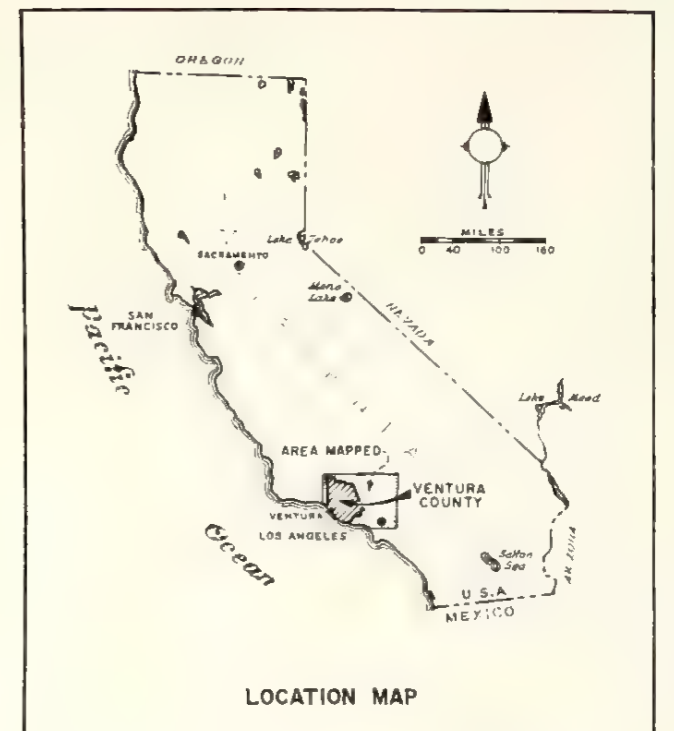 OREGON
MILES
0 40 100 160
Lake Tahoe
SACRAMENTO
Mono
Lake
NEVADA
SAN
FRANCISCO
Pacific
Lake Mead
AREA MAPPED
VENTURA
COUNTY
VENTURA
LOS ANGELES
Ocean
Salton
Sea
ARIZONA
U.S.A
MEXICO
LOCATION MAP